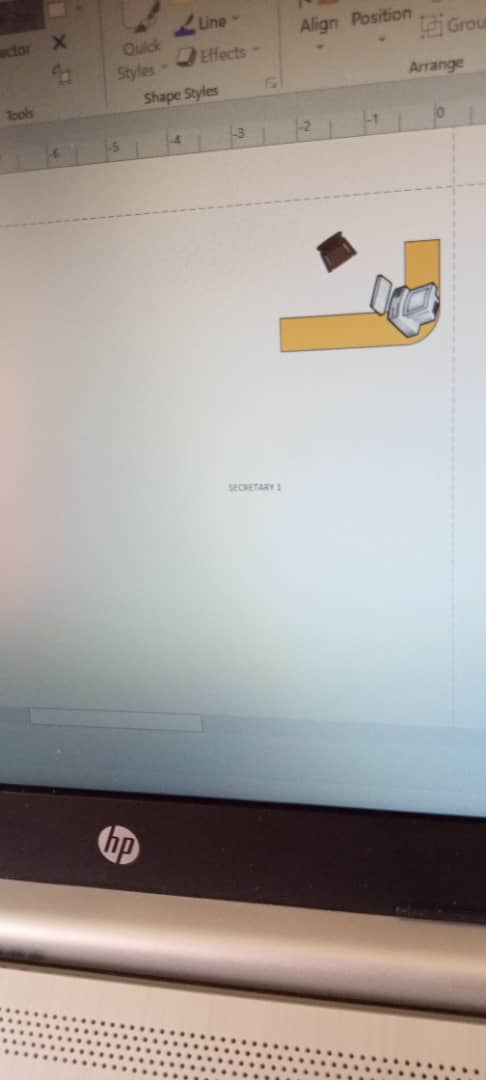 Line
Align Position
ector
Quick
Effects
Grou
Styles
Arrange
Tools
Shape Styles
-6 -5 -4 -3 -2 -1 0
SECRETARY 1
hp